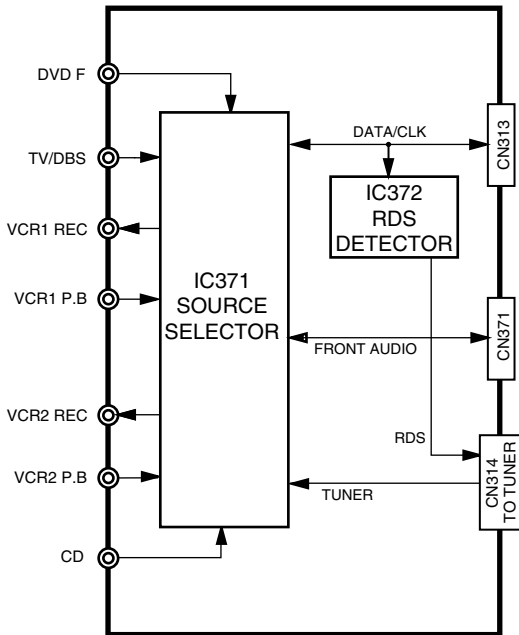 DVD F
TV/DBS
VCR1 REC
VCR1 P.B
VCR2 REC
VCR2 P.B
CD
IC371
SOURCE
SELECTOR
DATA/CLK
IC372
RDS
DETECTOR
FRONT AUDIO
RDS
TUNER
CN313
CN371
CN314
TO TUNER